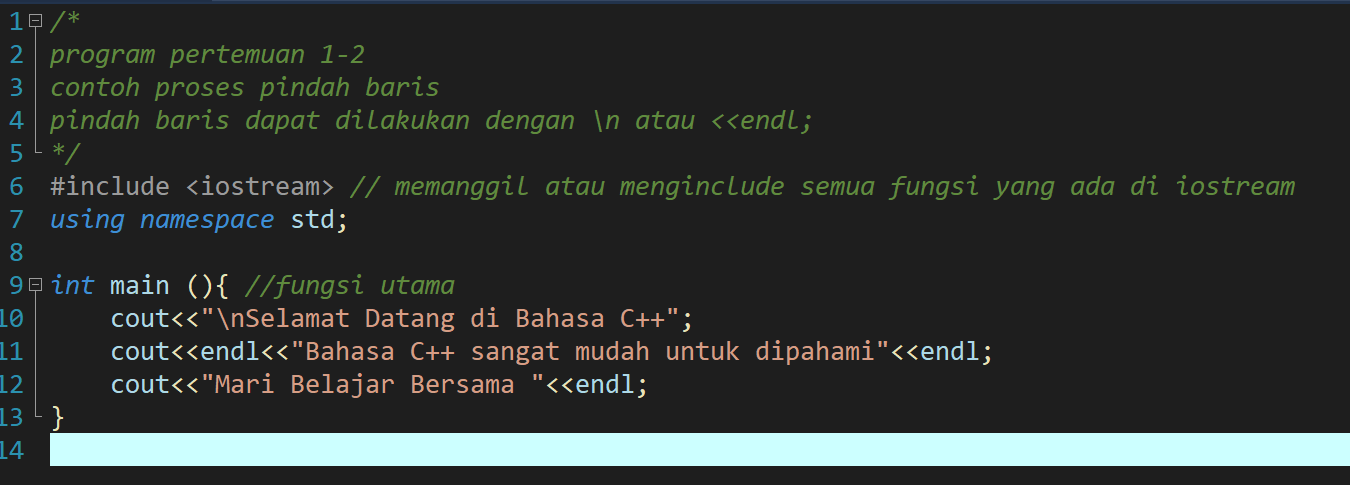 1 /*
2 program pertemuan 1-2
3 contoh proses pindah baris
4 pindah baris dapat dilakukan dengan \n atau <<endl;
5 */
6 #include <iostream> // memanggil atau menginclude semua fungsi yang ada di iostream
7 using namespace std;
8
9 int main (){ //fungsi utama
10 cout<<"\nSelamat Datang di Bahasa C++";
11 cout<<endl<<"Bahasa C++ sangat mudah untuk dipahami"<<endl;
12 cout<<"Mari Belajar Bersama "<<endl;
13 }
14